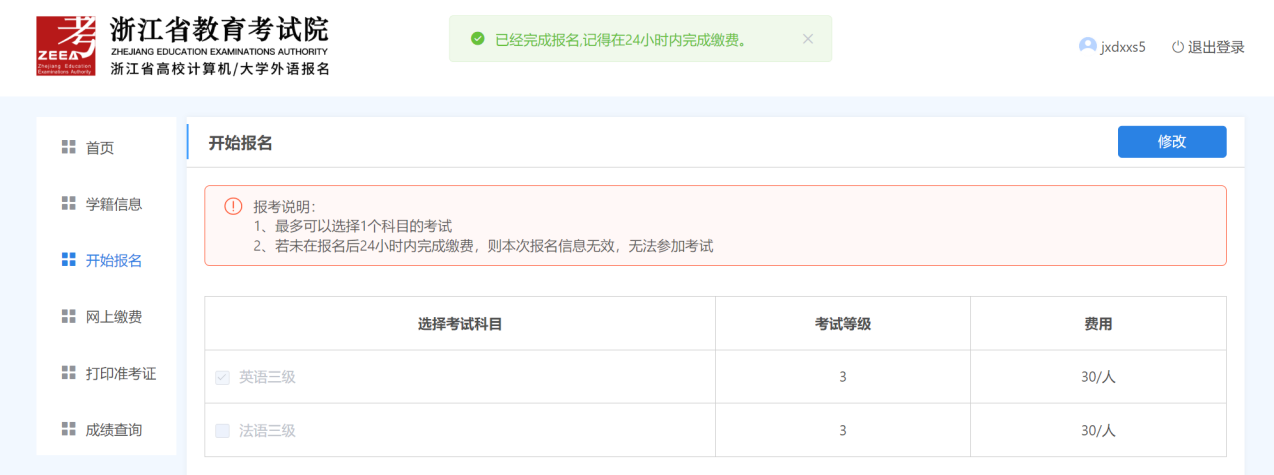 浙江省教育考试院
ZHEJIANG EDUCATION EXAMINATIONS AUTHORITY
浙江省高校计算机/大学外语报名
考
ZEEA
Zhejiang Education
Examinations Authority
已经完成报名,记得在24小时内完成缴费。
jxdxxs5
退出登录
首页
学籍信息
开始报名
网上缴费
打印准考证
成绩查询
开始报名
修改
报考说明：
1、最多可以选择1个科目的考试
2、若未在报名后24小时内完成缴费，则本次报名信息无效，无法参加考试
选择考试科目 考试等级 费用
英语三级 3 30/人
法语三级 3 30/人